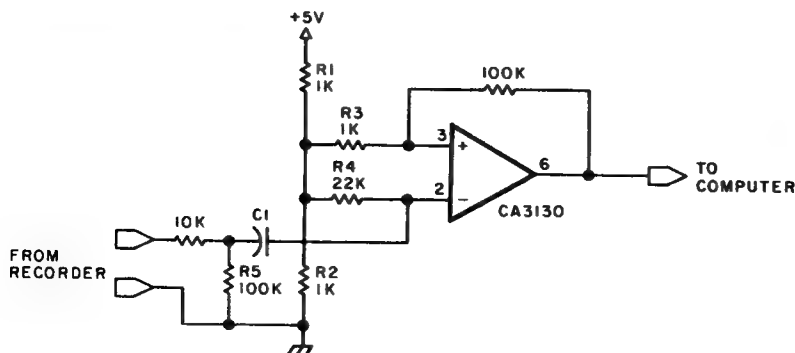 +5V
R1
1K
100K
R3
1K
3
+
6
TO
COMPUTER
R4
22K
2
−
CA3130
10K
C1
FROM
RECORDER
R5
100K
R2
1K